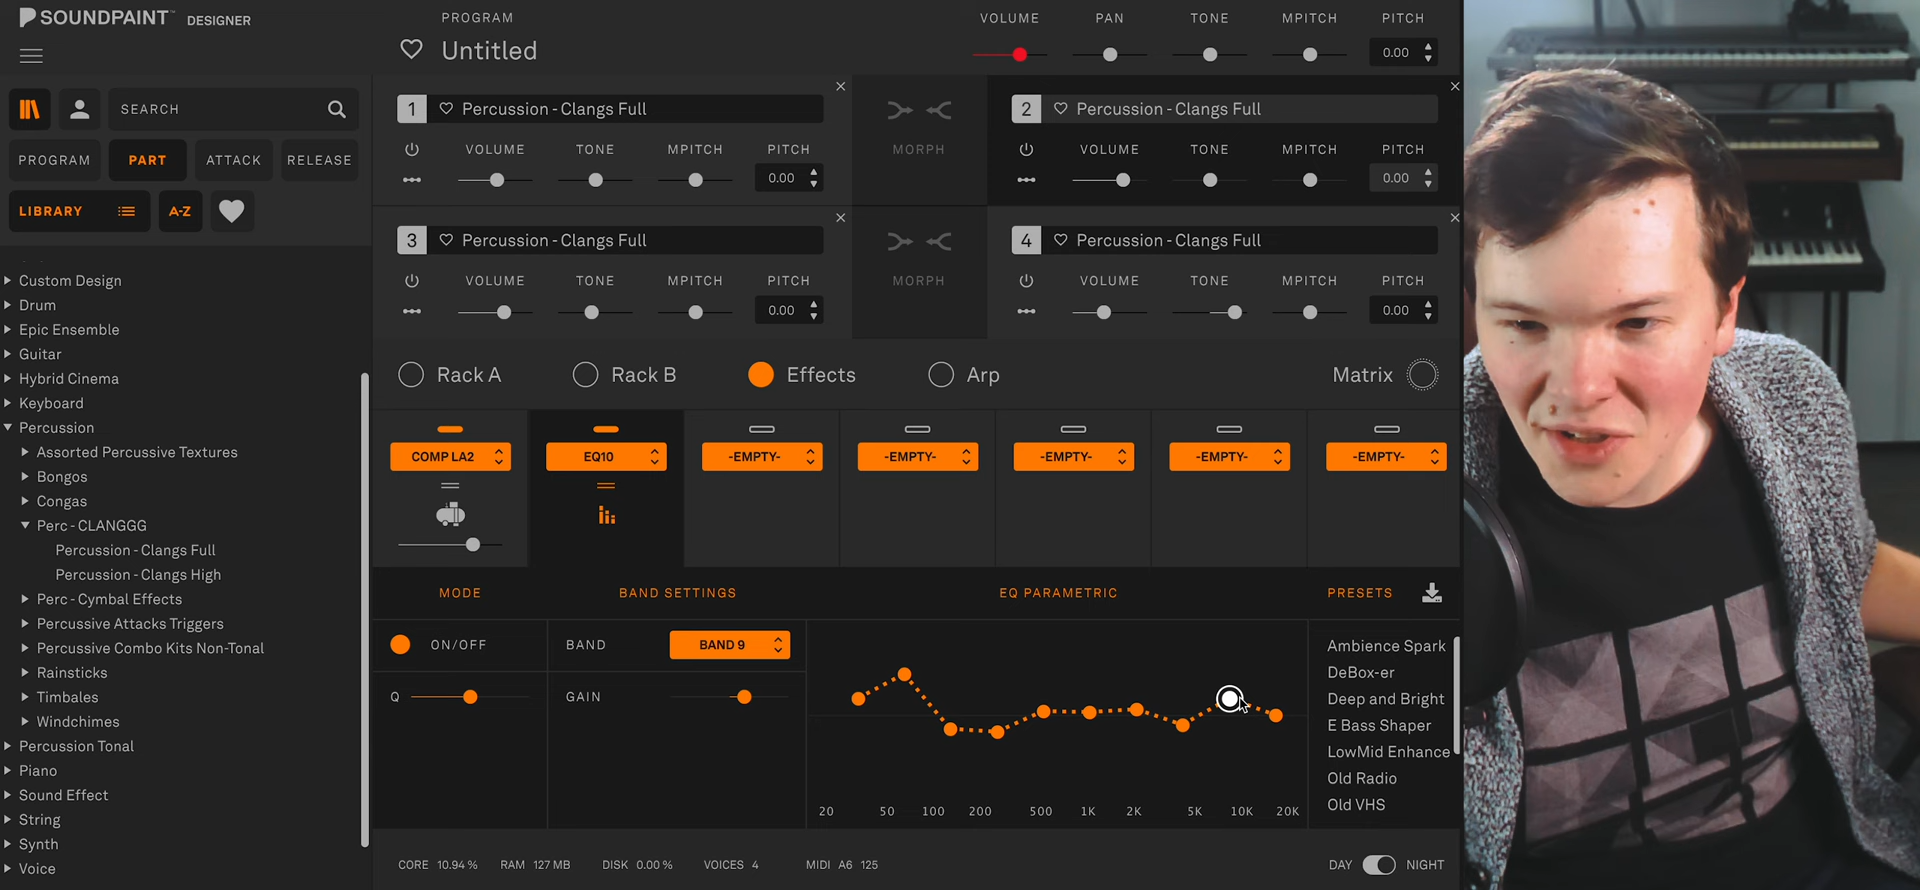 SOUNDPAINT™ DESIGNER
PROGRAM
Untitled
VOLUME PAN TONE MPITCH PITCH
0.00
SEARCH
PROGRAM PART ATTACK RELEASE
LIBRARY A-Z
Custom Design
Drum
Epic Ensemble
Guitar
Hybrid Cinema
Keyboard
Percussion
Assorted Percussive Textures
Bongos
Congas
Perc - CLANGGG
Percussion - Clangs Full
Percussion - Clangs High
Perc - Cymbal Effects
Percussive Attacks Triggers
Percussive Combo Kits Non-Tonal
Rainsticks
Timbales
Windchimes
Percussion Tonal
Piano
Sound Effect
String
Synth
Voice
1 Percussion - Clangs Full
VOLUME TONE MPITCH PITCH
0.00
MORPH
2 Percussion - Clangs Full
VOLUME TONE MPITCH PITCH
0.00
3 Percussion - Clangs Full
VOLUME TONE MPITCH PITCH
0.00
MORPH
4 Percussion - Clangs Full
VOLUME TONE MPITCH PITCH
0.00
Rack A Rack B Effects Arp Matrix
COMP LA2 EQ10 -EMPTY- -EMPTY- -EMPTY- -EMPTY- -EMPTY-
MODE BAND SETTINGS EQ PARAMETRIC PRESETS
ON/OFF
Q
BAND BAND 9
GAIN
20 50 100 200 500 1K 2K 5K 10K 20K
Ambience Spark
DeBox-er
Deep and Bright
E Bass Shaper
LowMid Enhance
Old Radio
Old VHS
CORE 10.94 % RAM 127 MB DISK 0.00 % VOICES 4 MIDI A6 125
DAY NIGHT